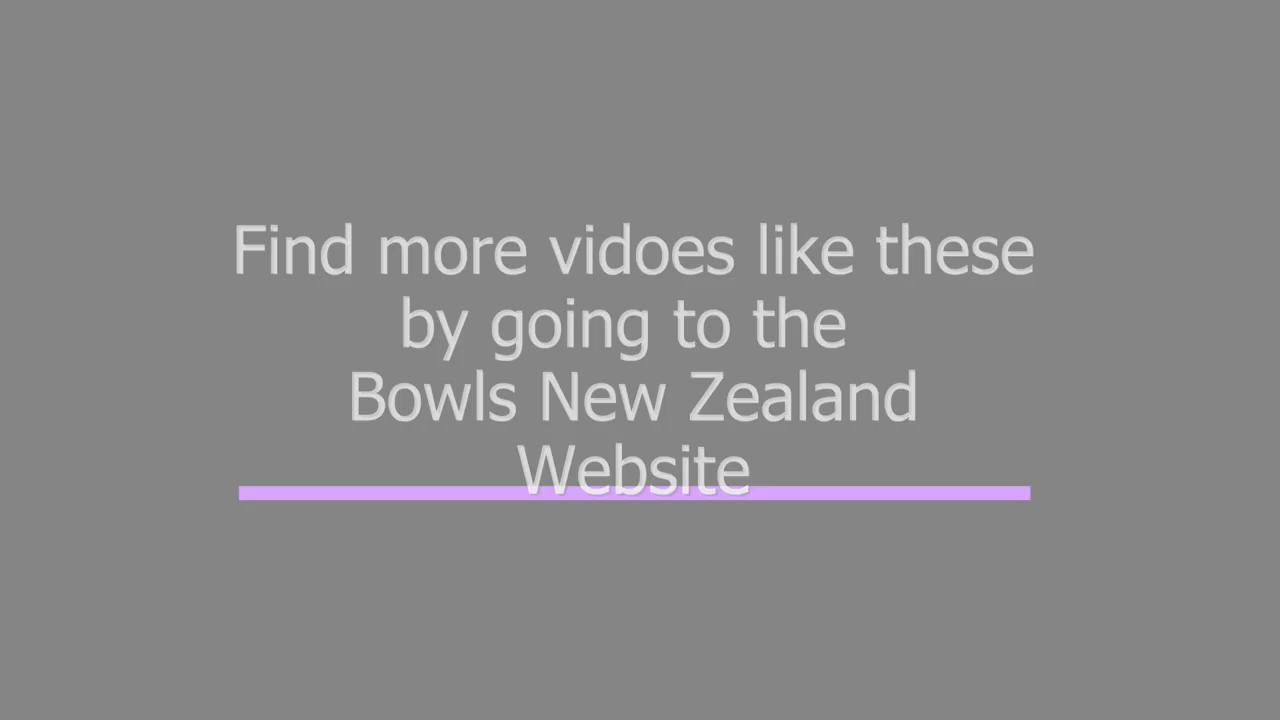 Find more vidoes like these
by going to the
Bowls New Zealand
Website